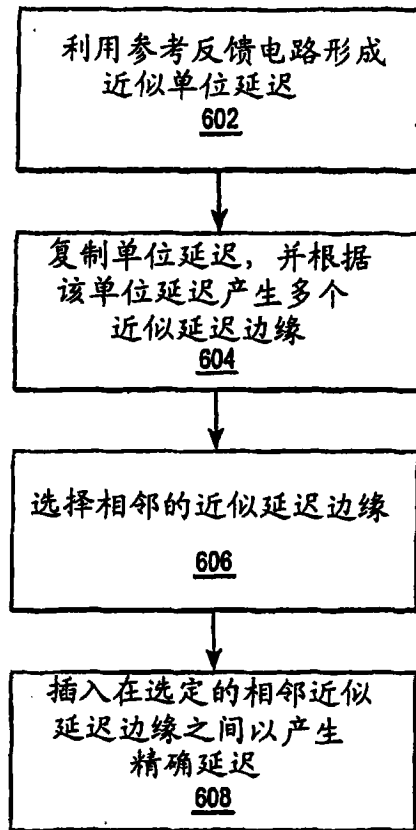 利用参考反馈电路形成
近似单位延迟
602
复制单位延迟，并根据
该单位延迟产生多个
近似延迟边缘
604
选择相邻的近似延迟边缘
606
插入在选定的相邻近似
延迟边缘之间以产生
精确延迟
608